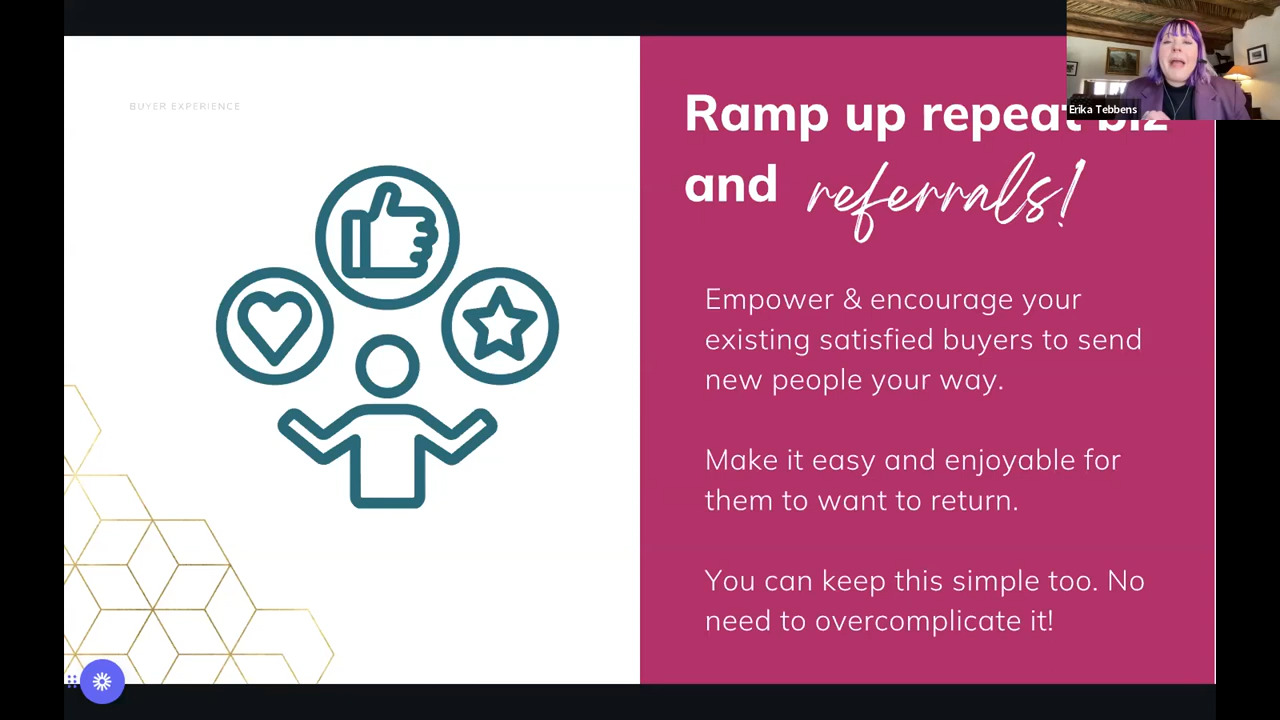 BUYER EXPERIENCE
Ramp up repeat biz
and referrals!
Empower & encourage your
existing satisfied buyers to send
new people your way.
Make it easy and enjoyable for
them to want to return.
You can keep this simple too. No
need to overcomplicate it!
Erika Tebbens